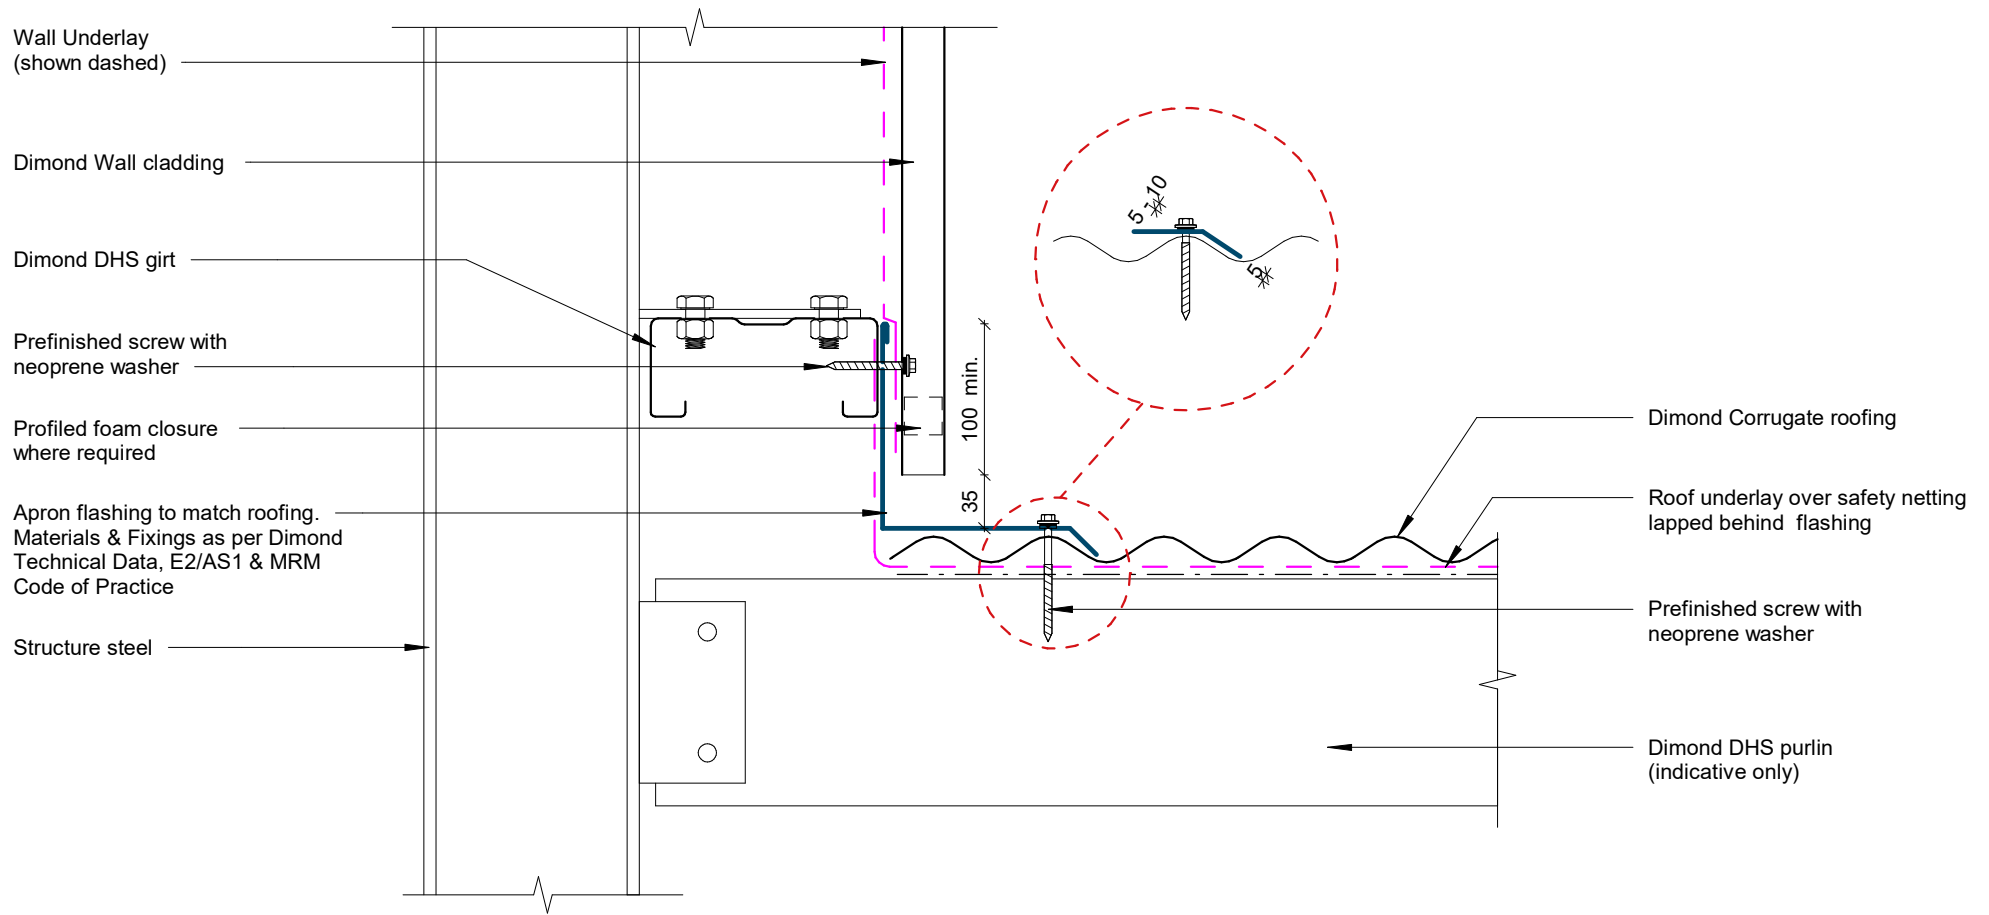 Wall Underlay
(shown dashed)
Dimond Wall cladding
Dimond DHS girt
Prefinished screw with
neoprene washer
Profiled foam closure
where required
Apron flashing to match roofing.
Materials & Fixings as per Dimond
Technical Data, E2/AS1 & MRM
Code of Practice
Structure steel
100 min.
35
5 - 10
5
Dimond Corrugate roofing
Roof underlay over safety netting
lapped behind flashing
Prefinished screw with
neoprene washer
Dimond DHS purlin
(indicative only)